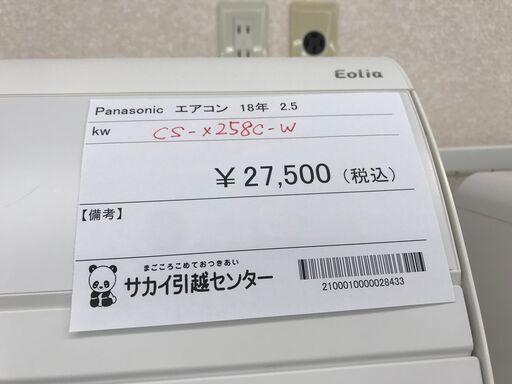 Eolia
Panasonic エアコン 18年 2.5
kw CS-X258C-W
¥27,500（税込）
【備考】
まごころこめておつきあい
サカイ引越センター
2100010000028433